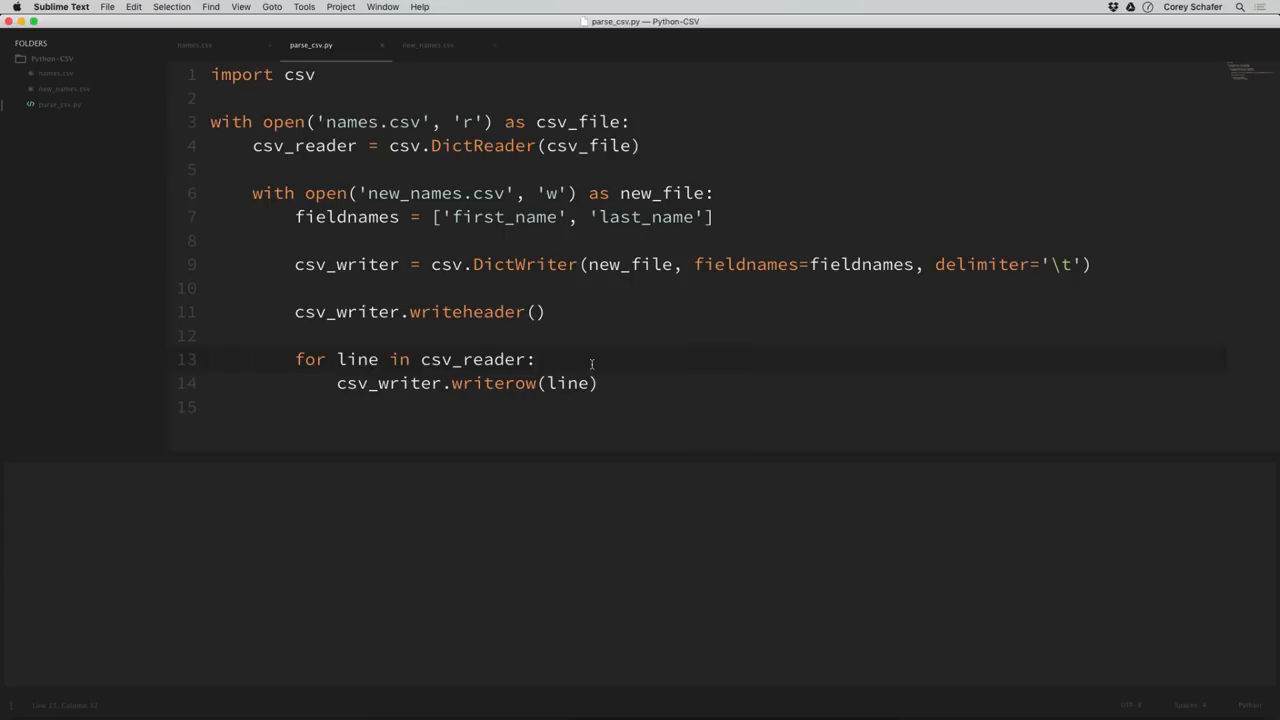 Sublime Text File Edit Selection Find View Goto Tools Project Window Help Corey Schafer
parse_csv.py — Python-CSV
FOLDERS
Python-CSV
names.csv
new_names.csv
parse_csv.py
names.csv parse_csv.py new_names.csv
1 import csv
2
3 with open('names.csv', 'r') as csv_file:
4     csv_reader = csv.DictReader(csv_file)
5
6     with open('new_names.csv', 'w') as new_file:
7         fieldnames = ['first_name', 'last_name']
8
9         csv_writer = csv.DictWriter(new_file, fieldnames=fieldnames, delimiter='\t')
10
11         csv_writer.writeheader()
12
13         for line in csv_reader:
14             csv_writer.writerow(line)
15
Line 13, Column 32 UTF-8 Spaces: 4 Python